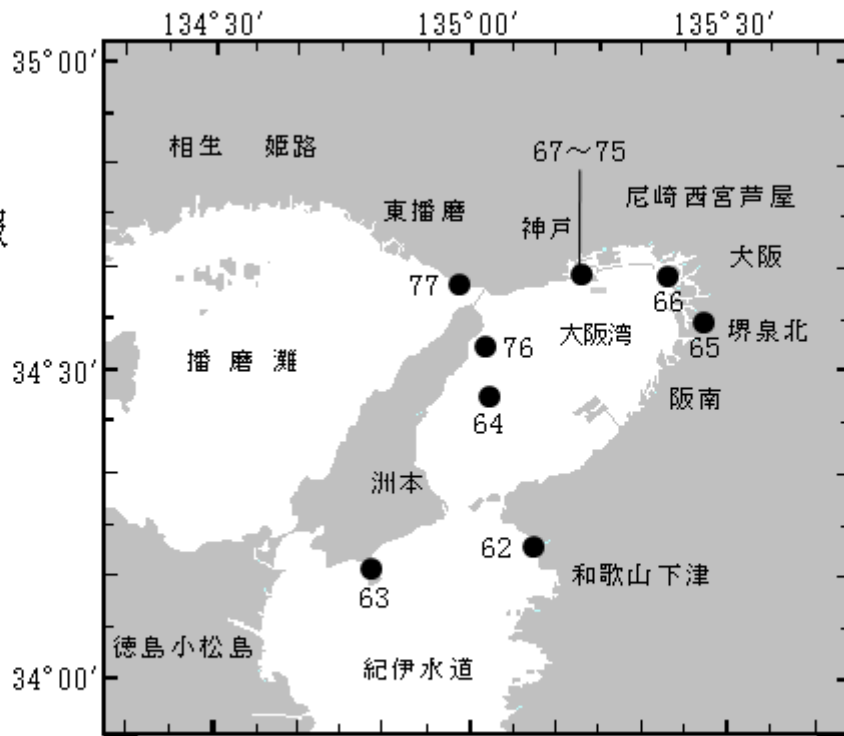 134°30′ 135°00′ 135°30′
35°00′
相生 姫路
67～75
尼崎西宮芦屋
東播磨
神戸
大阪
77
66
76
大阪湾
65
堺泉北
播磨灘
34°30′
阪南
64
洲本
62
和歌山下津
63
徳島小松島
紀伊水道
34°00′